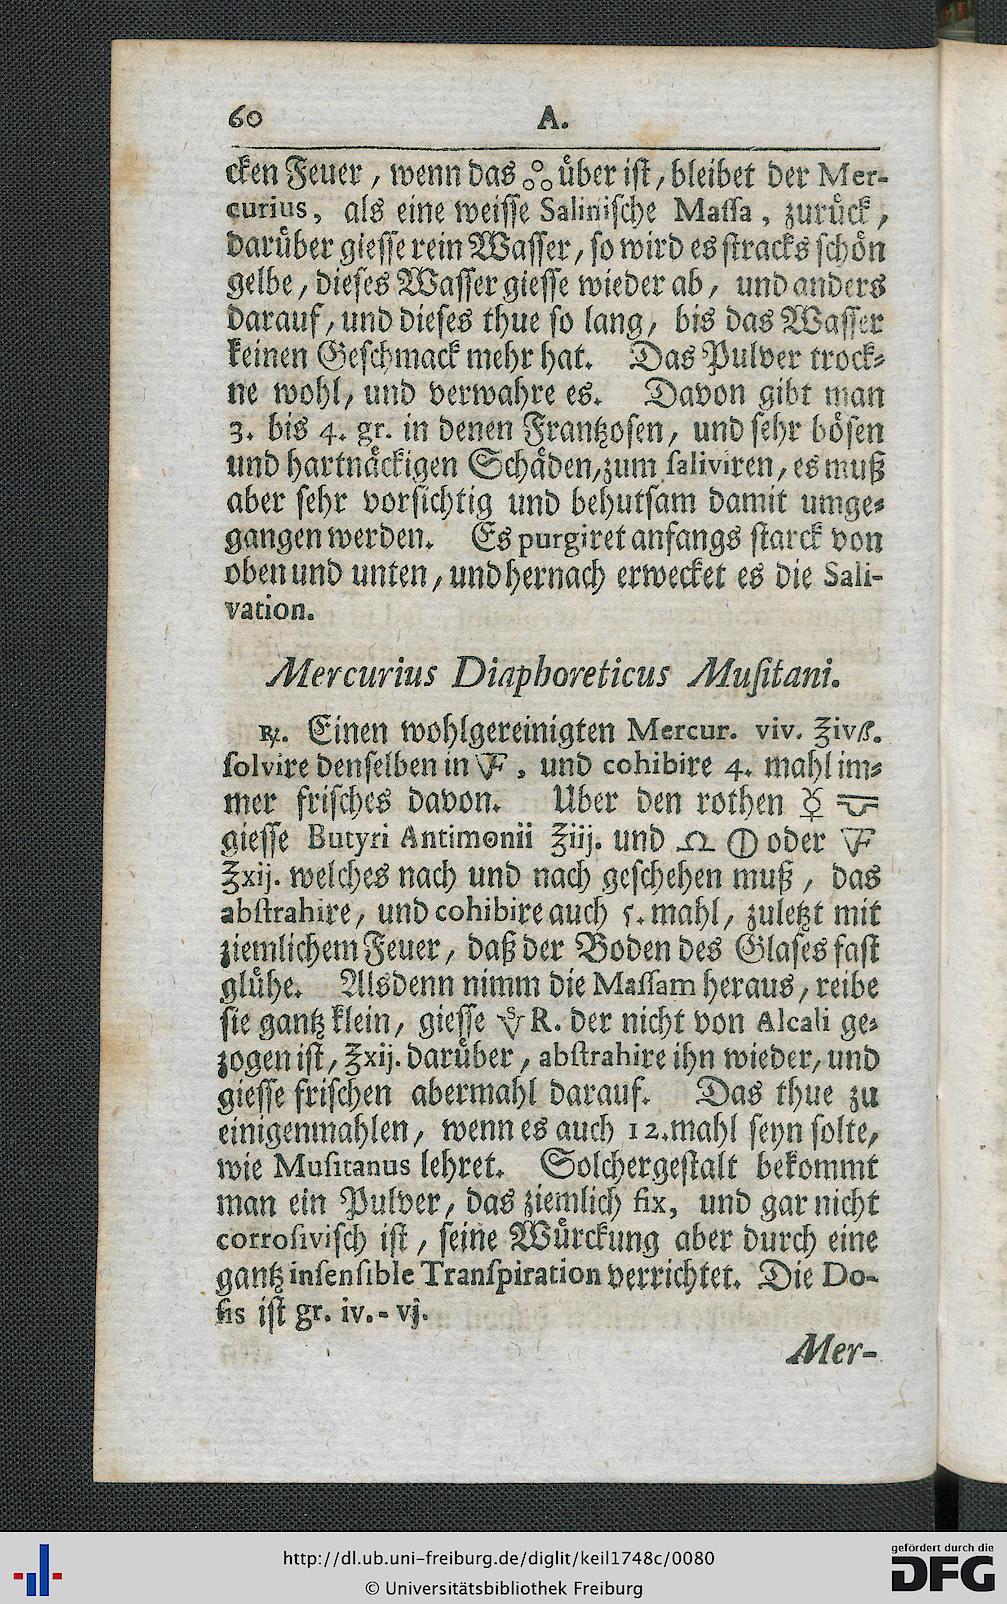 60 A.
cken Feuer, wenn das ∴ über ist, bleibet der Mer-
curius, als eine weisse Salinische Massa, zurück,
darüber giesse rein Wasser, so wird es stracks schön
gelbe, dieses Wasser giesse wieder ab, und anders
darauf, und dieses thue so lang, bis das Wasser
keinen Geschmack mehr hat. Das Pulver trock-
ne wohl, und verwahre es. Davon gibt man
3. bis 4. gr. in denen Frantzosen, und sehr bösen
und hartnäckigen Schäden, zum saliviren, es muß
aber sehr vorsichtig und behutsam damit umge-
gangen werden. Es purgiret anfangs starck von
oben und unten, und hernach erwecket es die Sali-
vation.
Mercurius Diaphoreticus Musitani.
℞. Einen wohlgereinigten Mercur. viv. ℥ivß.
solvire denselben in 🜅, und cohibire 4. mahl im-
mer frisches davon. Uber den rothen ☿
giesse Butyri Antimonii ℥iij. und oder 🜅
℥xij. welches nach und nach geschehen muß, das
abstrahire, und cohibire auch 5. mahl, zuletzt mit
ziemlichem Feuer, daß der Boden des Glases fast
glühe. Alsdenn nimm die Massam heraus, reibe
sie gantz klein, giesse R. der nicht von Alcali ge-
zogen ist, ℥xij. darüber, abstrahire ihn wieder, und
giesse frischen abermahl darauf. Das thue zu
einigenmahlen, wenn es auch 12. mahl seyn solte,
wie Musitanus lehret. Solchergestalt bekommt
man ein Pulver, das ziemlich fix, und gar nicht
corrosivisch ist, seine Würckung aber durch eine
gantz insensible Transpiration verrichtet. Die Do-
sis ist gr. iv. - vj.
Mer-
http://dl.ub.uni-freiburg.de/diglit/keil1748c/0080
© Universitätsbibliothek Freiburg
gefördert durch die
DFG